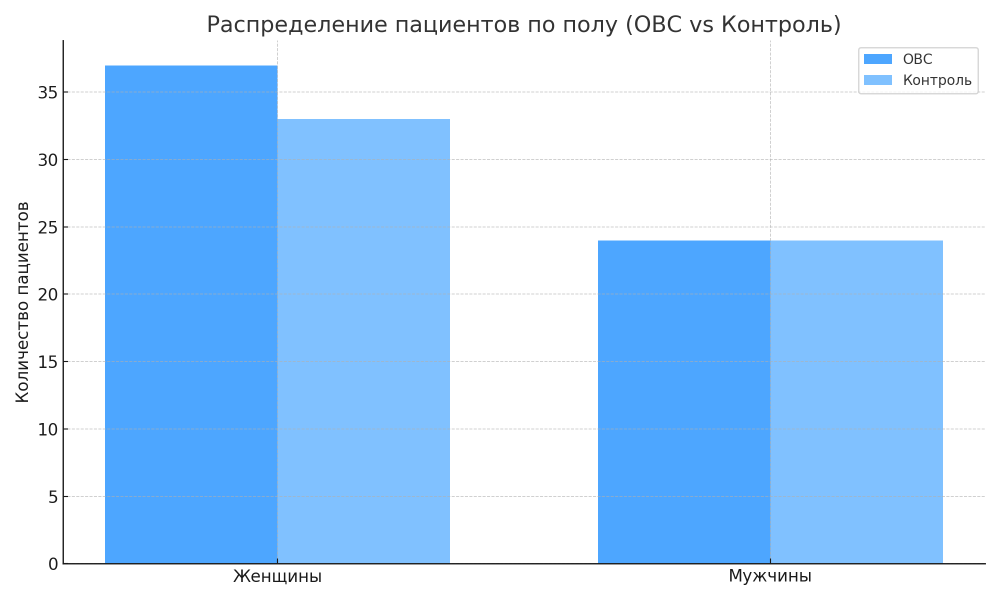 Распределение пациентов по полу (ОВС vs Контроль)
ОВС
Контроль
Количество пациентов
35
30
25
20
15
10
5
0
Женщины
Мужчины